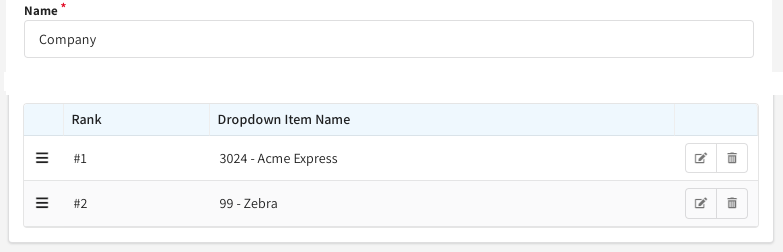 Name *
Company
Rank Dropdown Item Name
#1 3024 - Acme Express
#2 99 - Zebra